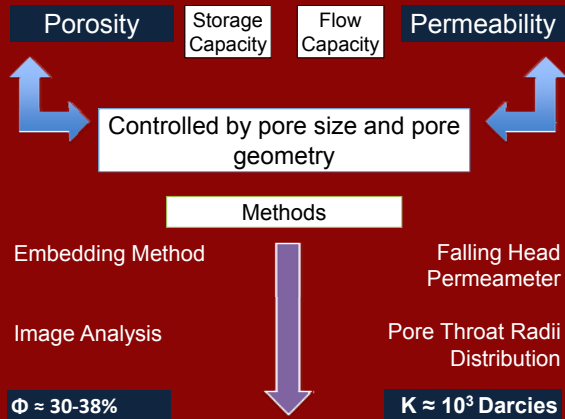 Porosity
Storage
Capacity
Flow
Capacity
Permeability
Controlled by pore size and pore
geometry
Methods
Embedding Method
Falling Head
Permeameter
Image Analysis
Pore Throat Radii
Distribution
Φ ≈ 30-38%
K ≈ 10³ Darcies